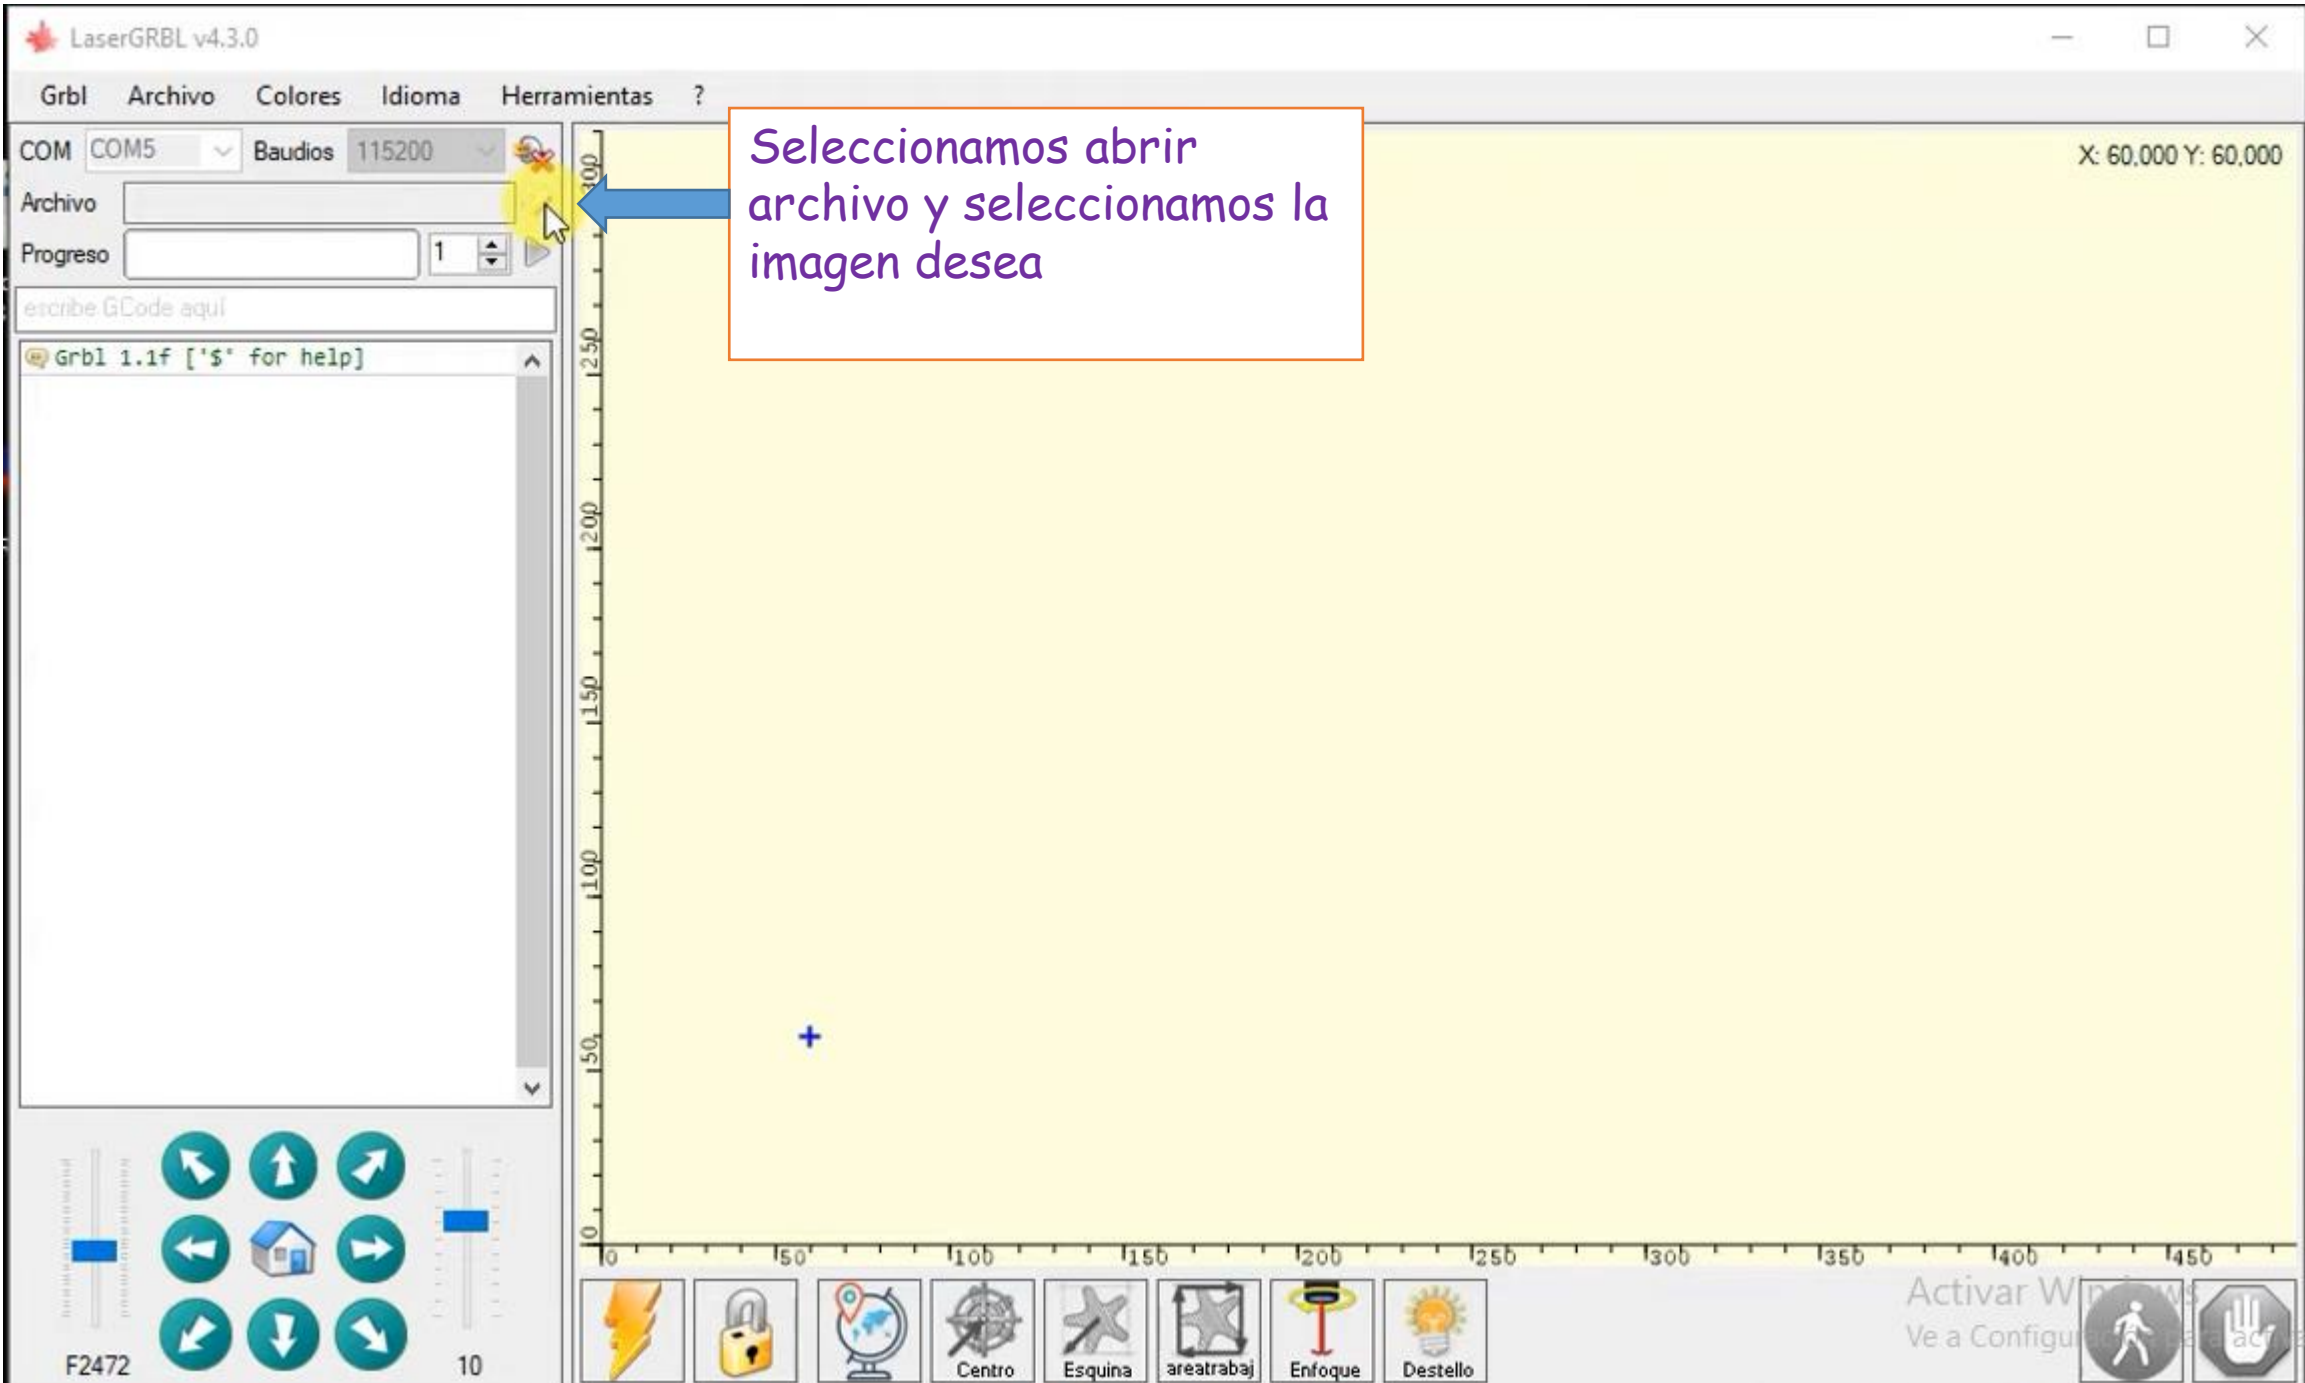 LaserGRBL v4.3.0
Grbl Archivo Colores Idioma Herramientas ?
COM COM5 Baudios 115200
Archivo
Progreso 1
escribe GCode aquí
Grbl 1.1f ['$' for help]
Seleccionamos abrir
archivo y seleccionamos la
imagen desea
X: 60,000 Y: 60,000
300
250
200
150
100
50
0
0 50 100 150 200 250 300 350 400 450
F2472
10
Centro Esquina areatrabaj Enfoque Destello
Activar Windows
Ve a